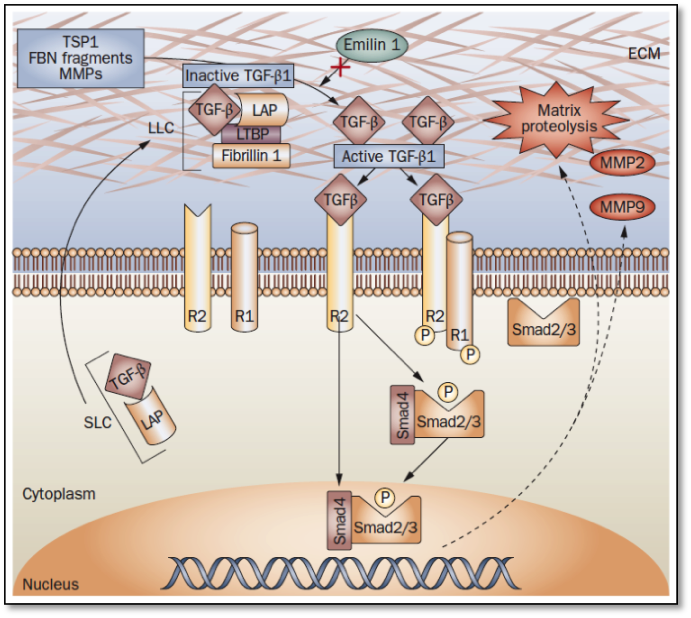 TSP1
FBN fragments
MMPs
Emilin 1
ECM
Inactive TGF-β1
TGF-β
LAP
LTBP
Fibrillin 1
LLC
TGF-β
TGF-β
Active TGF-β1
Matrix
proteolysis
MMP2
MMP9
TGFβ
TGFβ
R2
R1
R2
R2
R1
P
P
Smad2/3
TGF-β
LAP
SLC
P
Smad4
Smad2/3
Cytoplasm
P
Smad4
Smad2/3
Nucleus